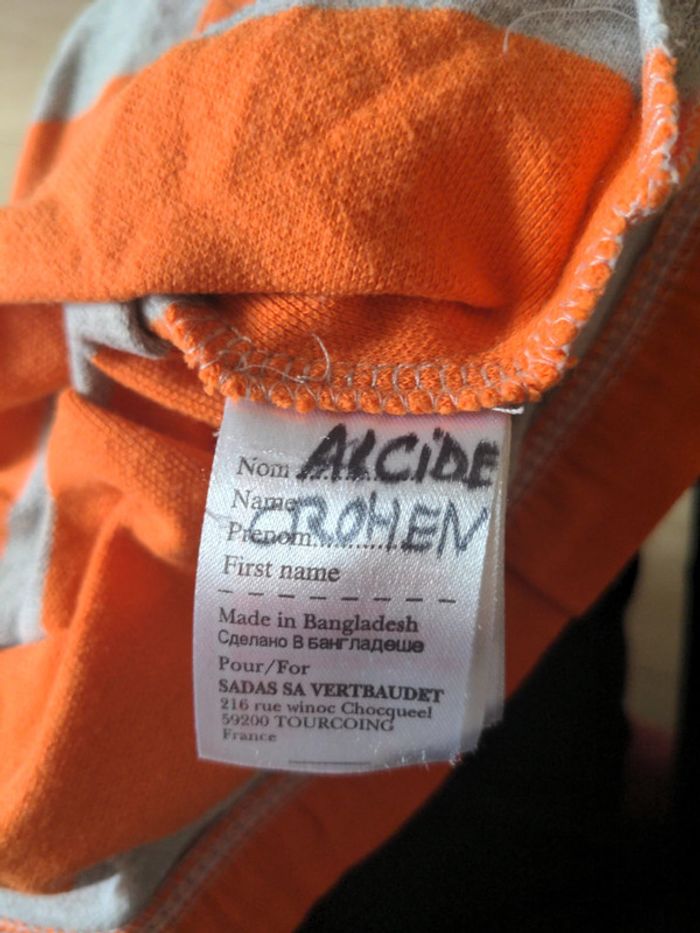 Nom ALCiDE
Name
Prenom............ CROHEN
First name
Made in Bangladesh
Сделано В Бангладеше
Pour/For
SADAS SA VERTBAUDET
216 rue winoc Chocqueel
59200 TOURCOING
France